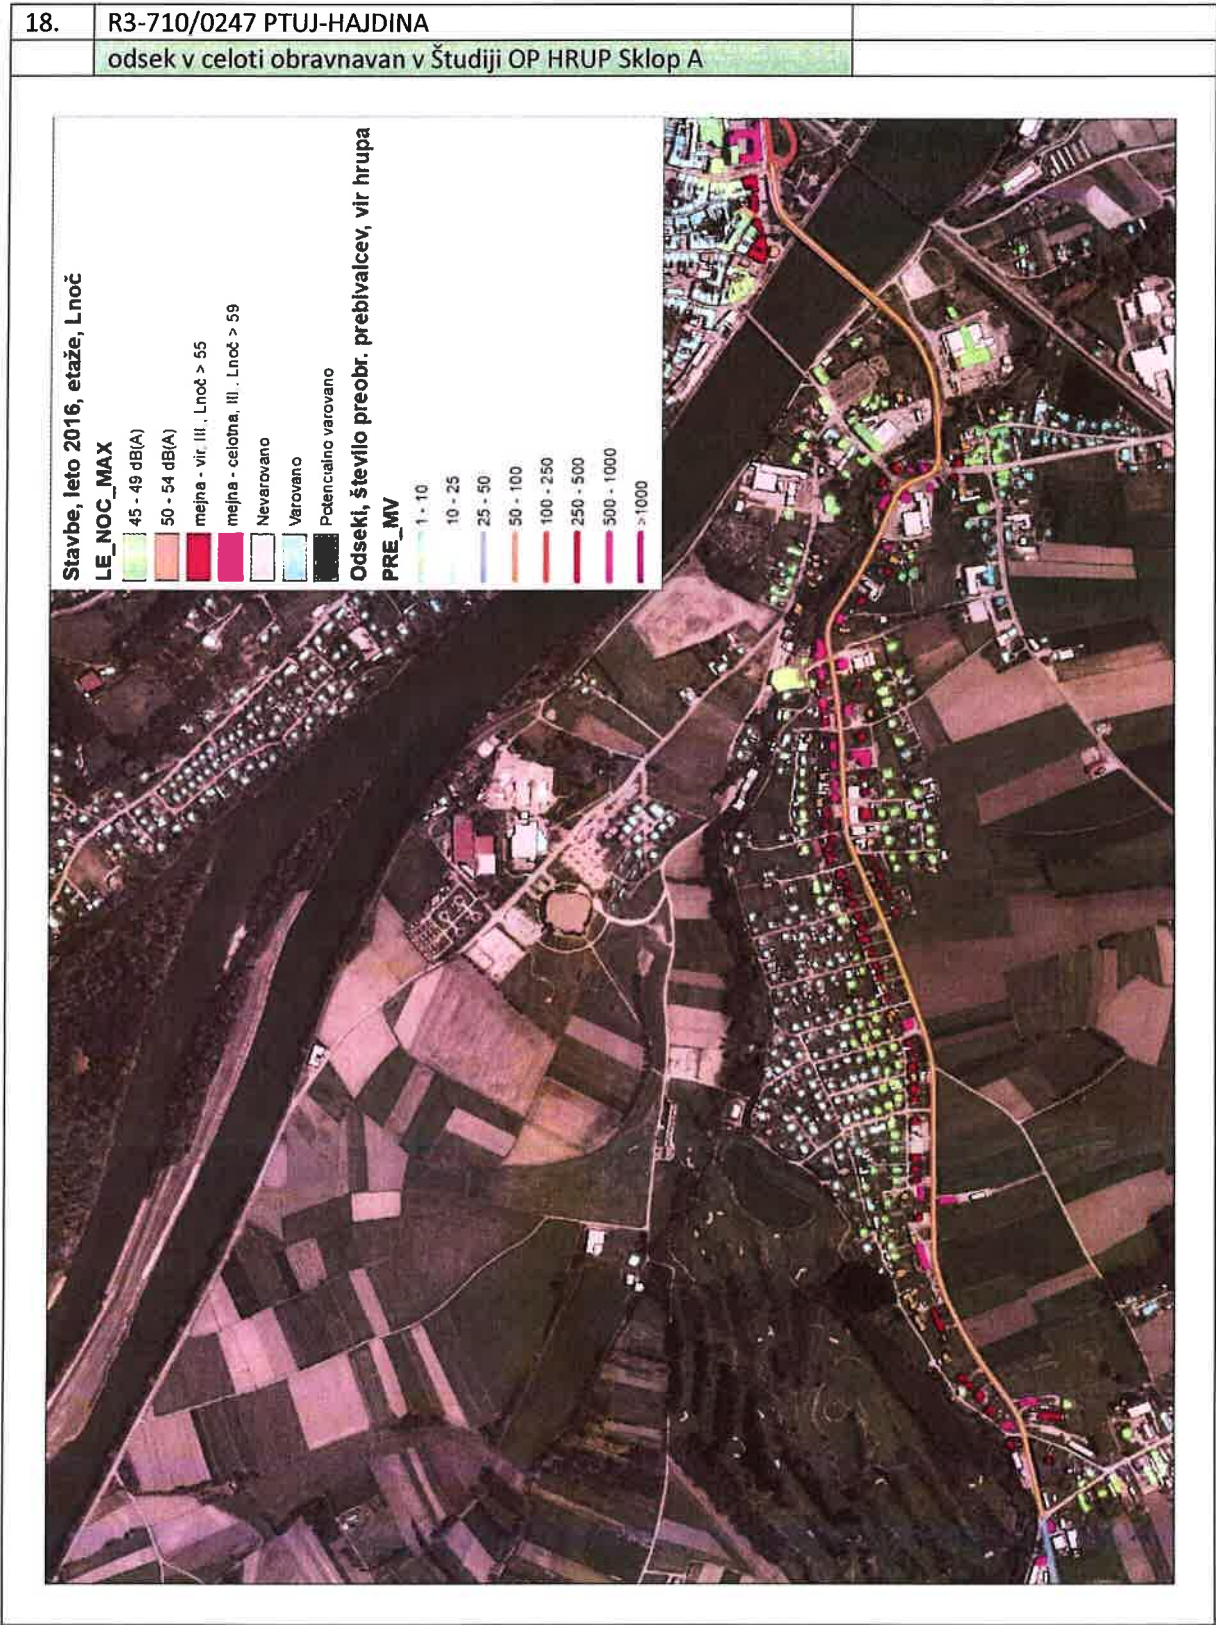 18. R3-710/0247 PTUJ-HAJDINA
odsek v celoti obravnavan v Študiji OP HRUP Sklop A
Stavbe, leto 2016, etaže, Lnoč
LE_NOC_MAX
45 - 49 dB(A)
50 - 54 dB(A)
mejna - vir, III., Lnoč > 55
mejna - celotna, III., Lnoč > 59
Nevarovano
Varovano
Potencialno varovano
Odseki, število preobr. prebivalcev, vir hrupa
PRE_MV
1 - 10
10 - 25
25 - 50
50 - 100
100 - 250
250 - 500
500 - 1000
>1000